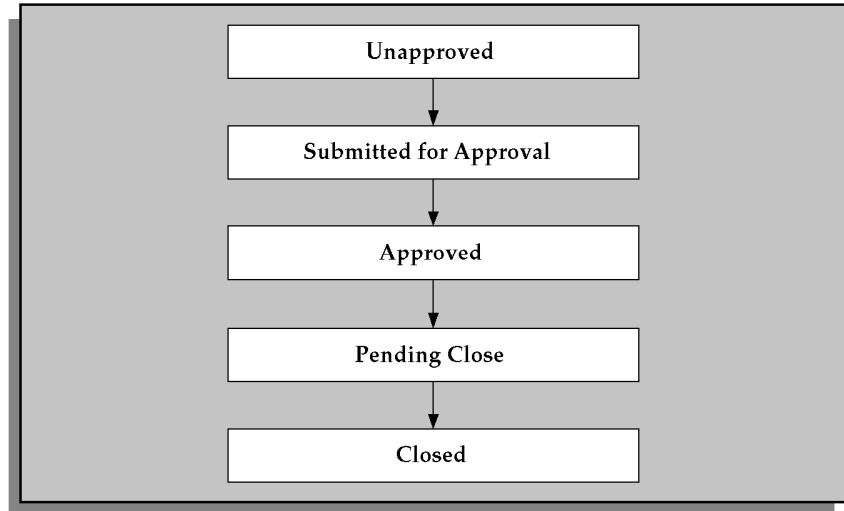 Unapproved
Submitted for Approval
Approved
Pending Close
Closed